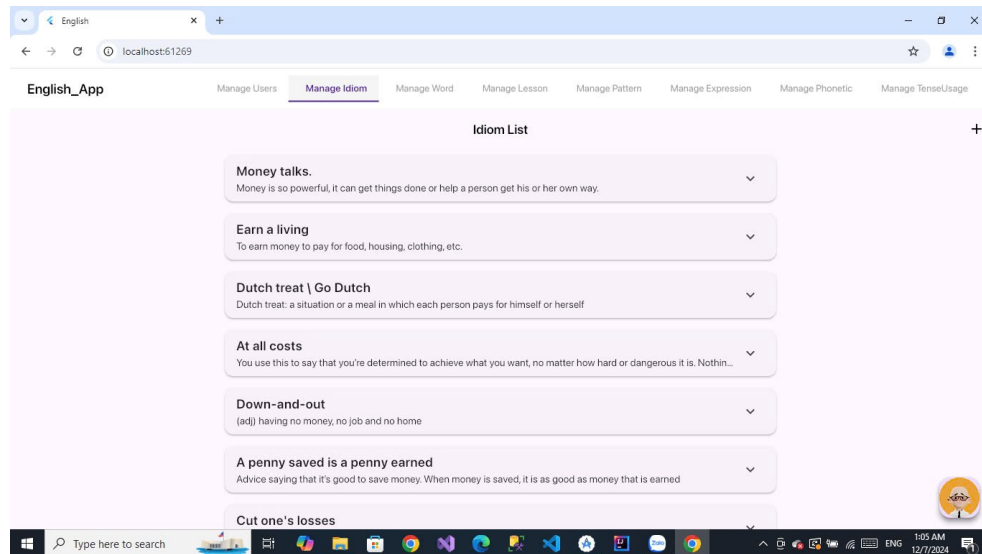 English
localhost:61269
English_App
Manage Users Manage Idiom Manage Word Manage Lesson Manage Pattern Manage Expression Manage Phonetic Manage TenseUsage
Idiom List
Money talks.
Money is so powerful, it can get things done or help a person get his or her own way.
Earn a living
To earn money to pay for food, housing, clothing, etc.
Dutch treat \ Go Dutch
Dutch treat: a situation or a meal in which each person pays for himself or herself
At all costs
You use this to say that you're determined to achieve what you want, no matter how hard or dangerous it is. Nothin...
Down-and-out
(adj) having no money, no job and no home
A penny saved is a penny earned
Advice saying that it's good to save money. When money is saved, it is as good as money that is earned
Cut one's losses
Type here to search
Zalo
ENG
1:05 AM
12/7/2024